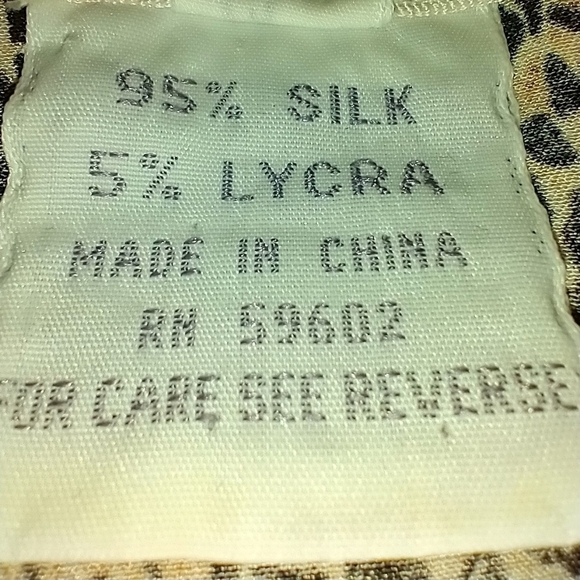 95% SILK
5% LYCRA
MADE IN CHINA
RN 59602
FOR CARE SEE REVERSE